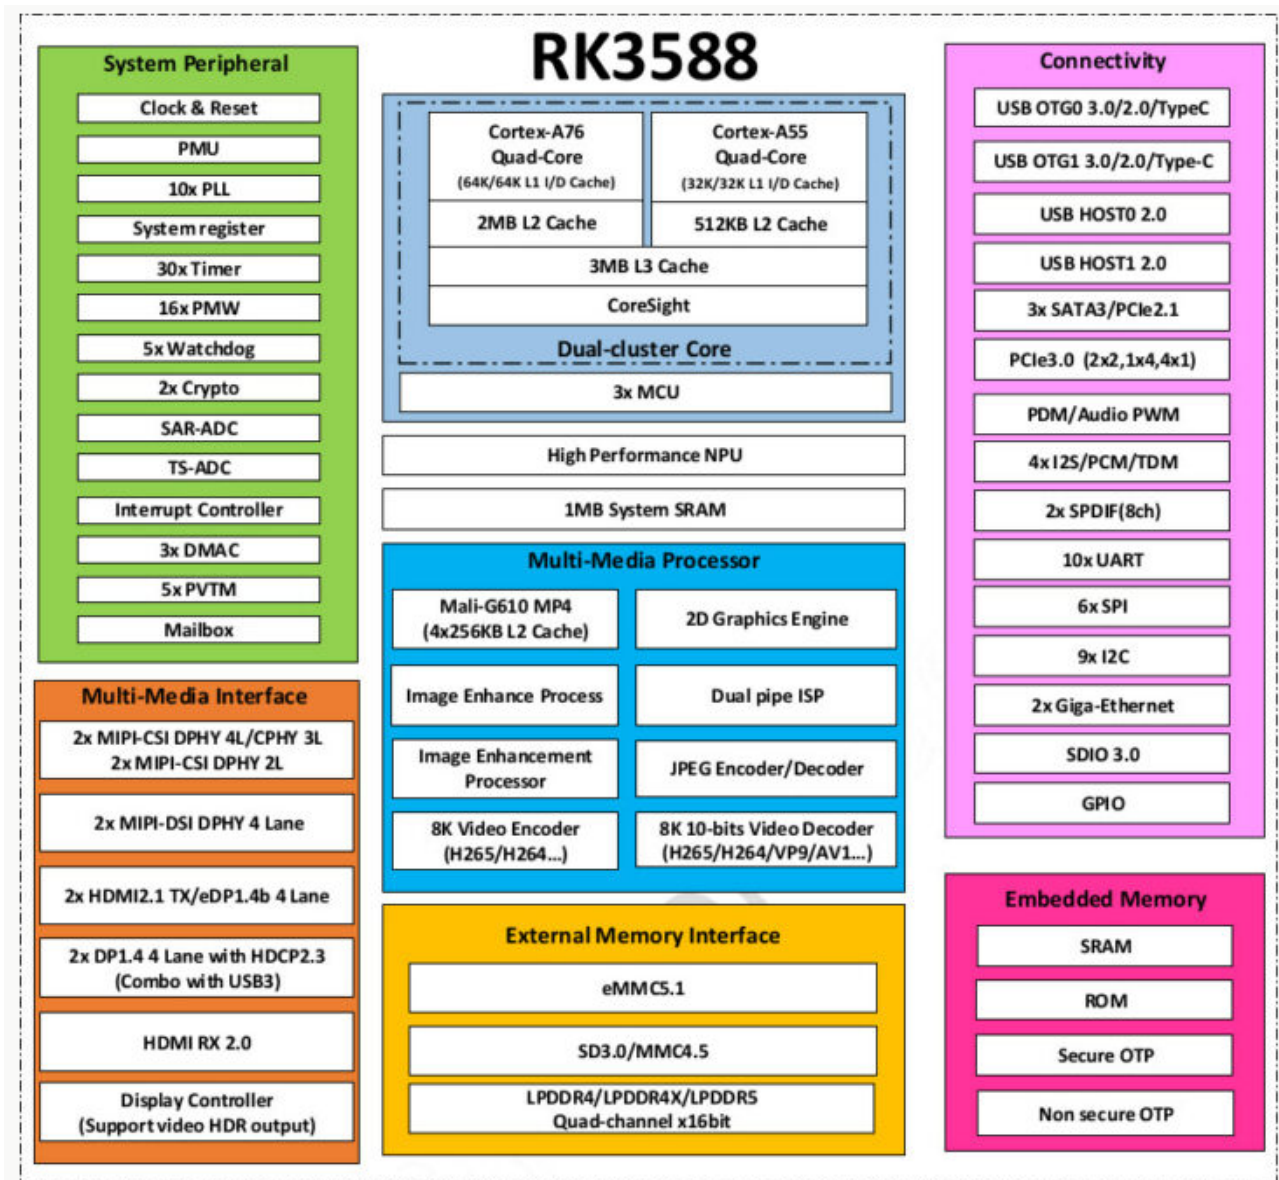 RK3588
System Peripheral
Clock & Reset
PMU
10x PLL
System register
30x Timer
16x PMW
5x Watchdog
2x Crypto
SAR-ADC
TS-ADC
Interrupt Controller
3x DMAC
5x PVTM
Mailbox
Multi-Media Interface
2x MIPI-CSI DPHY 4L/CPHY 3L
2x MIPI-CSI DPHY 2L
2x MIPI-DSI DPHY 4 Lane
2x HDMI2.1 TX/eDP1.4b 4 Lane
2x DP1.4 4 Lane with HDCP2.3
(Combo with USB3)
HDMI RX 2.0
Display Controller
(Support video HDR output)
Cortex-A76
Quad-Core
(64K/64K L1 I/D Cache)
2MB L2 Cache
Cortex-A55
Quad-Core
(32K/32K L1 I/D Cache)
512KB L2 Cache
3MB L3 Cache
CoreSight
Dual-cluster Core
3x MCU
High Performance NPU
1MB System SRAM
Multi-Media Processor
Mali-G610 MP4
(4x256KB L2 Cache)
2D Graphics Engine
Image Enhance Process
Dual pipe ISP
Image Enhancement
Processor
JPEG Encoder/Decoder
8K Video Encoder
(H265/H264...)
8K 10-bits Video Decoder
(H265/H264/VP9/AV1...)
External Memory Interface
eMMC5.1
SD3.0/MMC4.5
LPDDR4/LPDDR4X/LPDDR5
Quad-channel x16bit
Connectivity
USB OTG0 3.0/2.0/TypeC
USB OTG1 3.0/2.0/Type-C
USB HOST0 2.0
USB HOST1 2.0
3x SATA3/PCIe2.1
PCIe3.0 (2x2,1x4,4x1)
PDM/Audio PWM
4x I2S/PCM/TDM
2x SPDIF(8ch)
10x UART
6x SPI
9x I2C
2x Giga-Ethernet
SDIO 3.0
GPIO
Embedded Memory
SRAM
ROM
Secure OTP
Non secure OTP